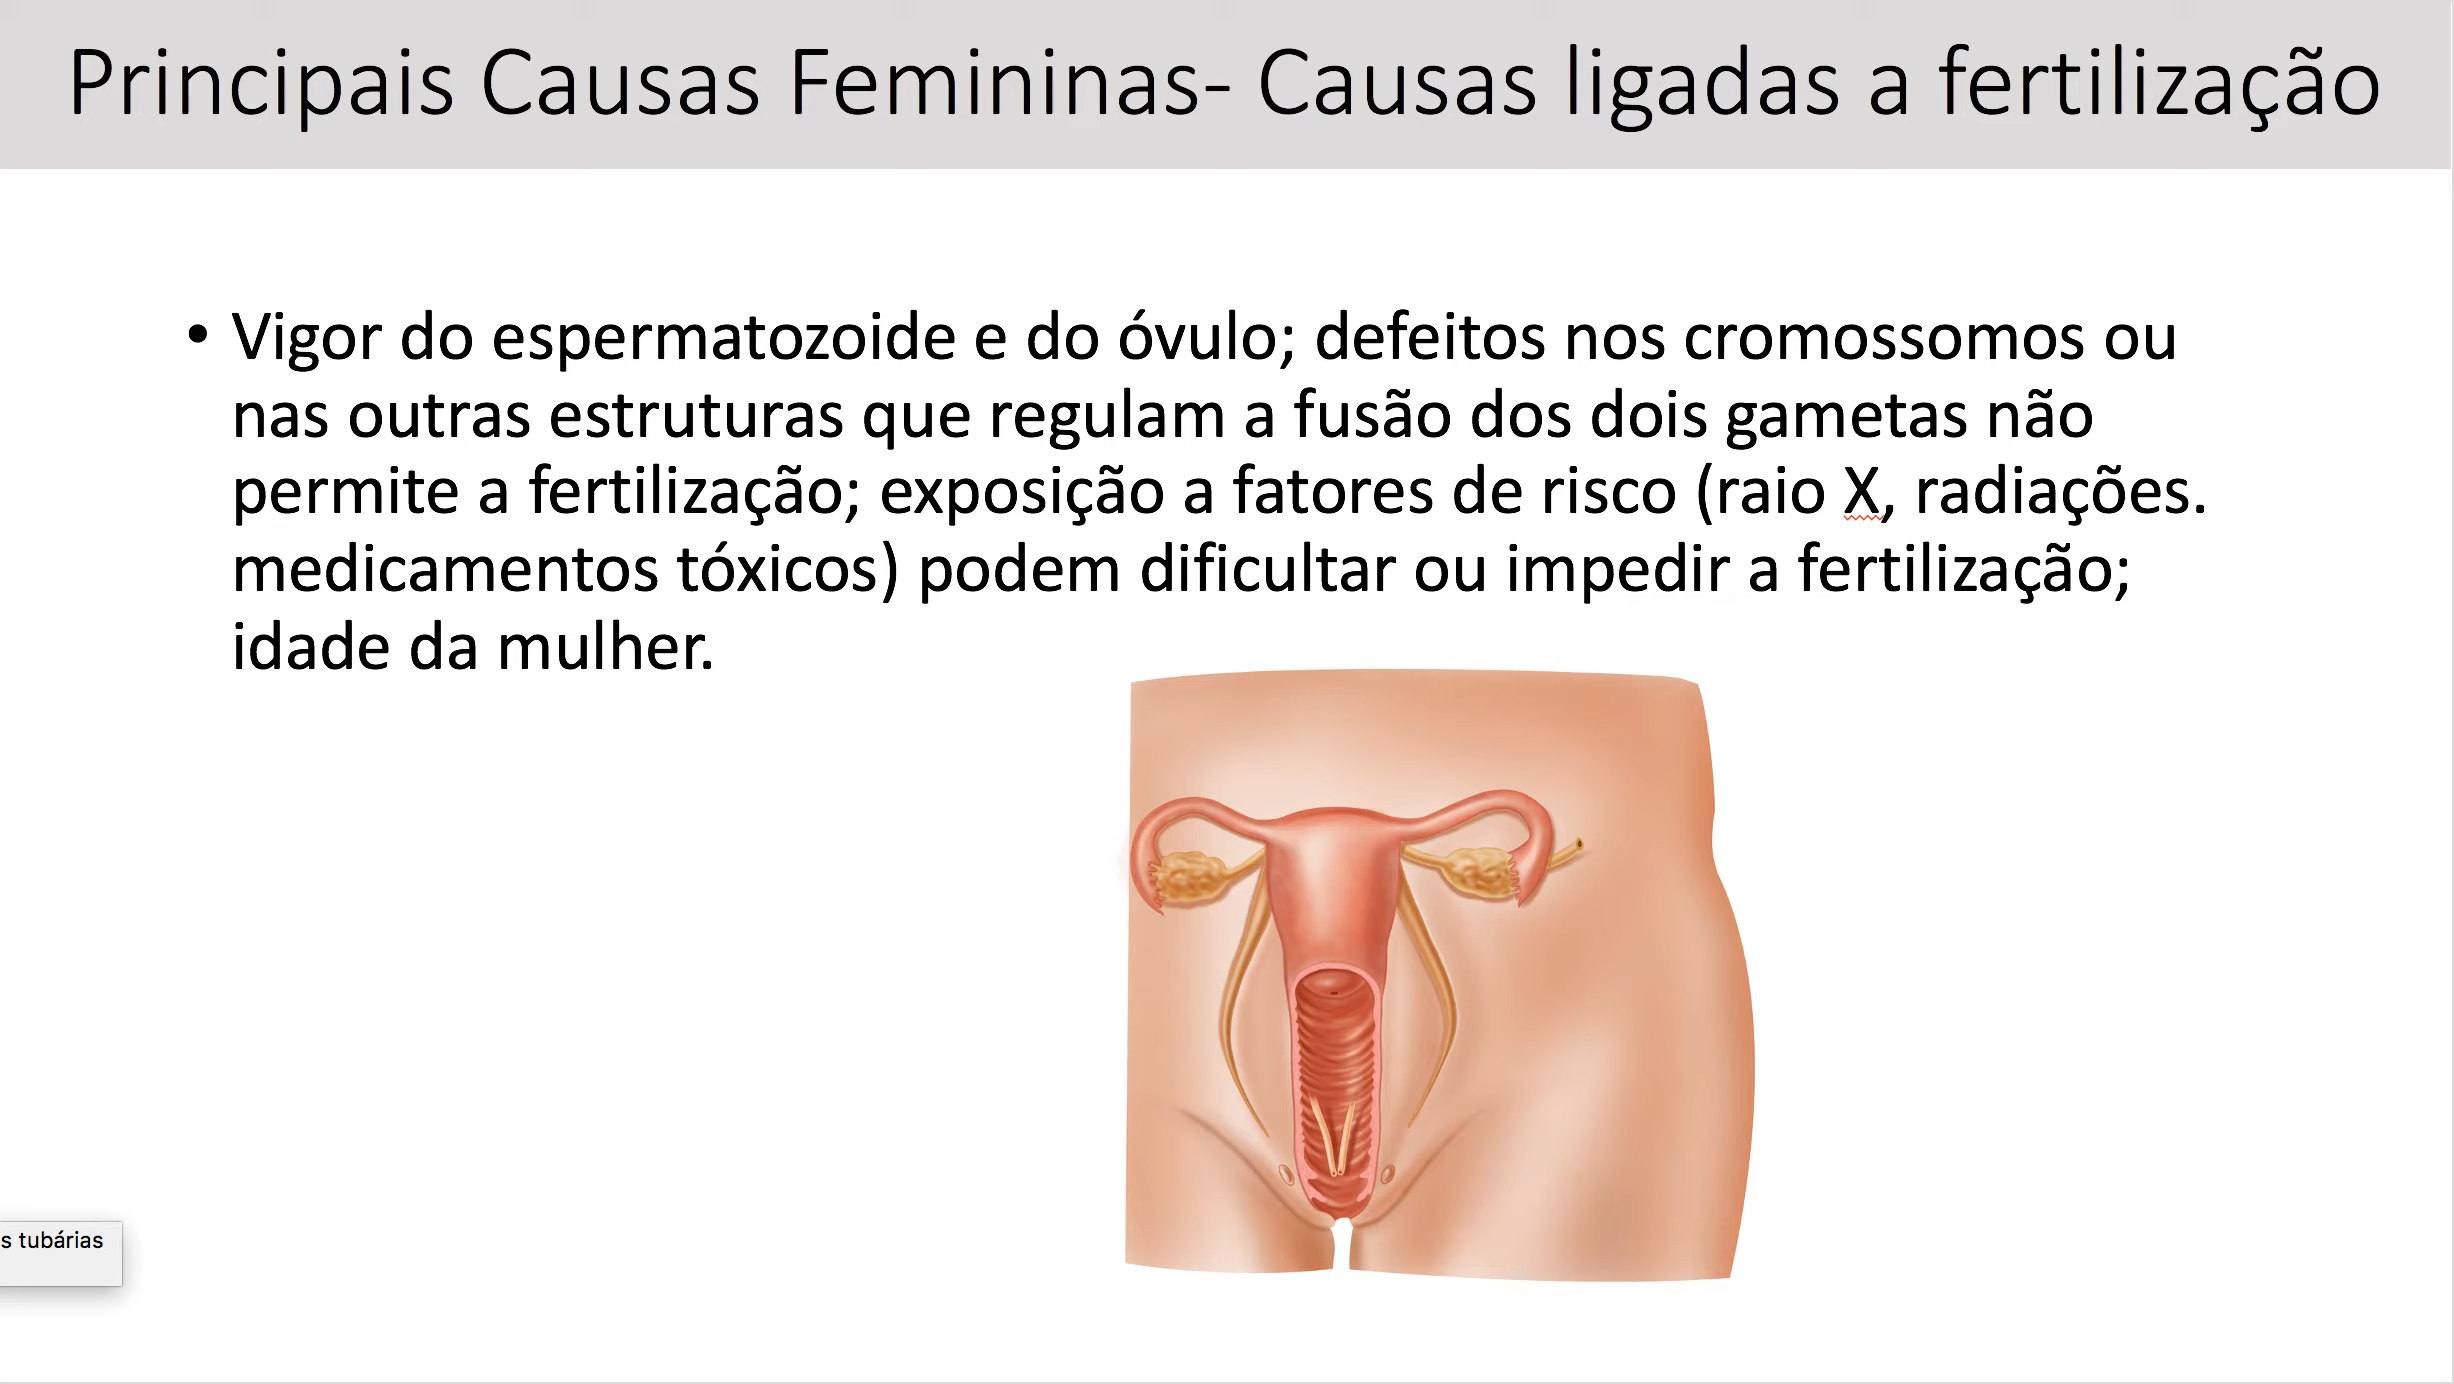 Principais Causas Femininas- Causas ligadas a fertilização
• Vigor do espermatozoide e do óvulo; defeitos nos cromossomos ou
nas outras estruturas que regulam a fusão dos dois gametas não
permite a fertilização; exposição a fatores de risco (raio X, radiações.
medicamentos tóxicos) podem dificultar ou impedir a fertilização;
idade da mulher.
s tubárias